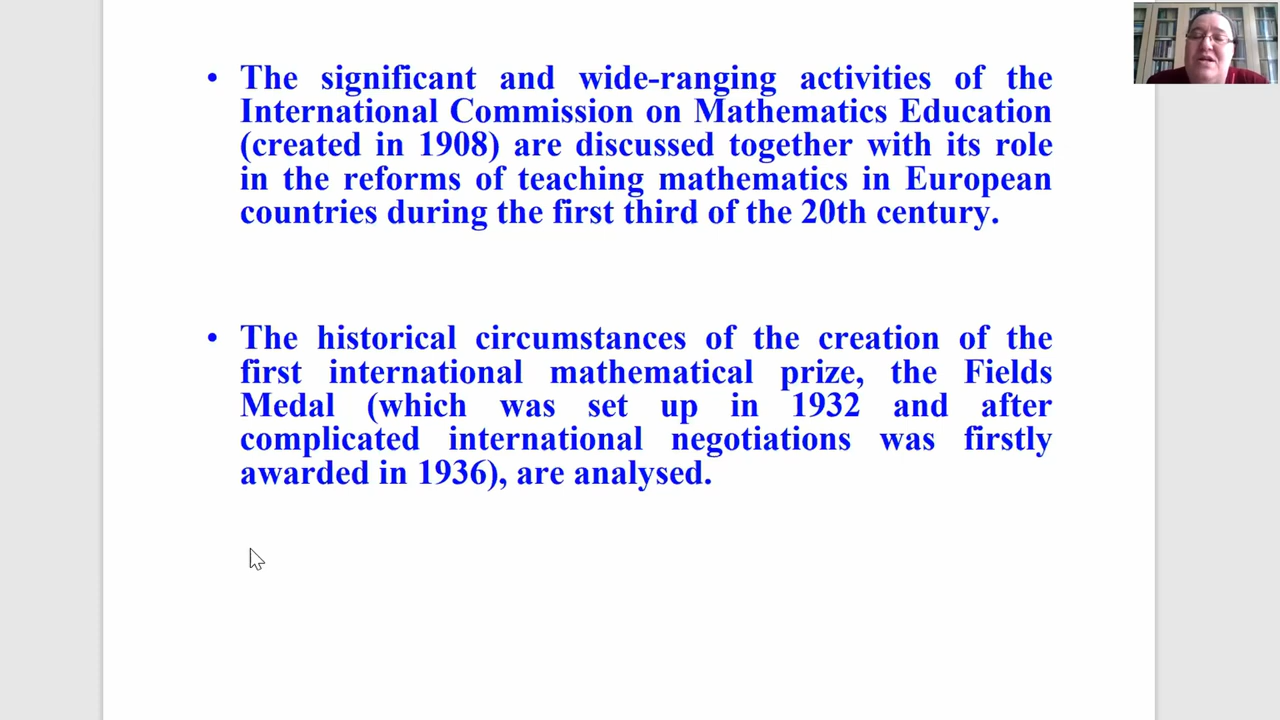 • The significant and wide-ranging activities of the
International Commission on Mathematics Education
(created in 1908) are discussed together with its role
in the reforms of teaching mathematics in European
countries during the first third of the 20th century.
• The historical circumstances of the creation of the
first international mathematical prize, the Fields
Medal (which was set up in 1932 and after
complicated international negotiations was firstly
awarded in 1936), are analysed.